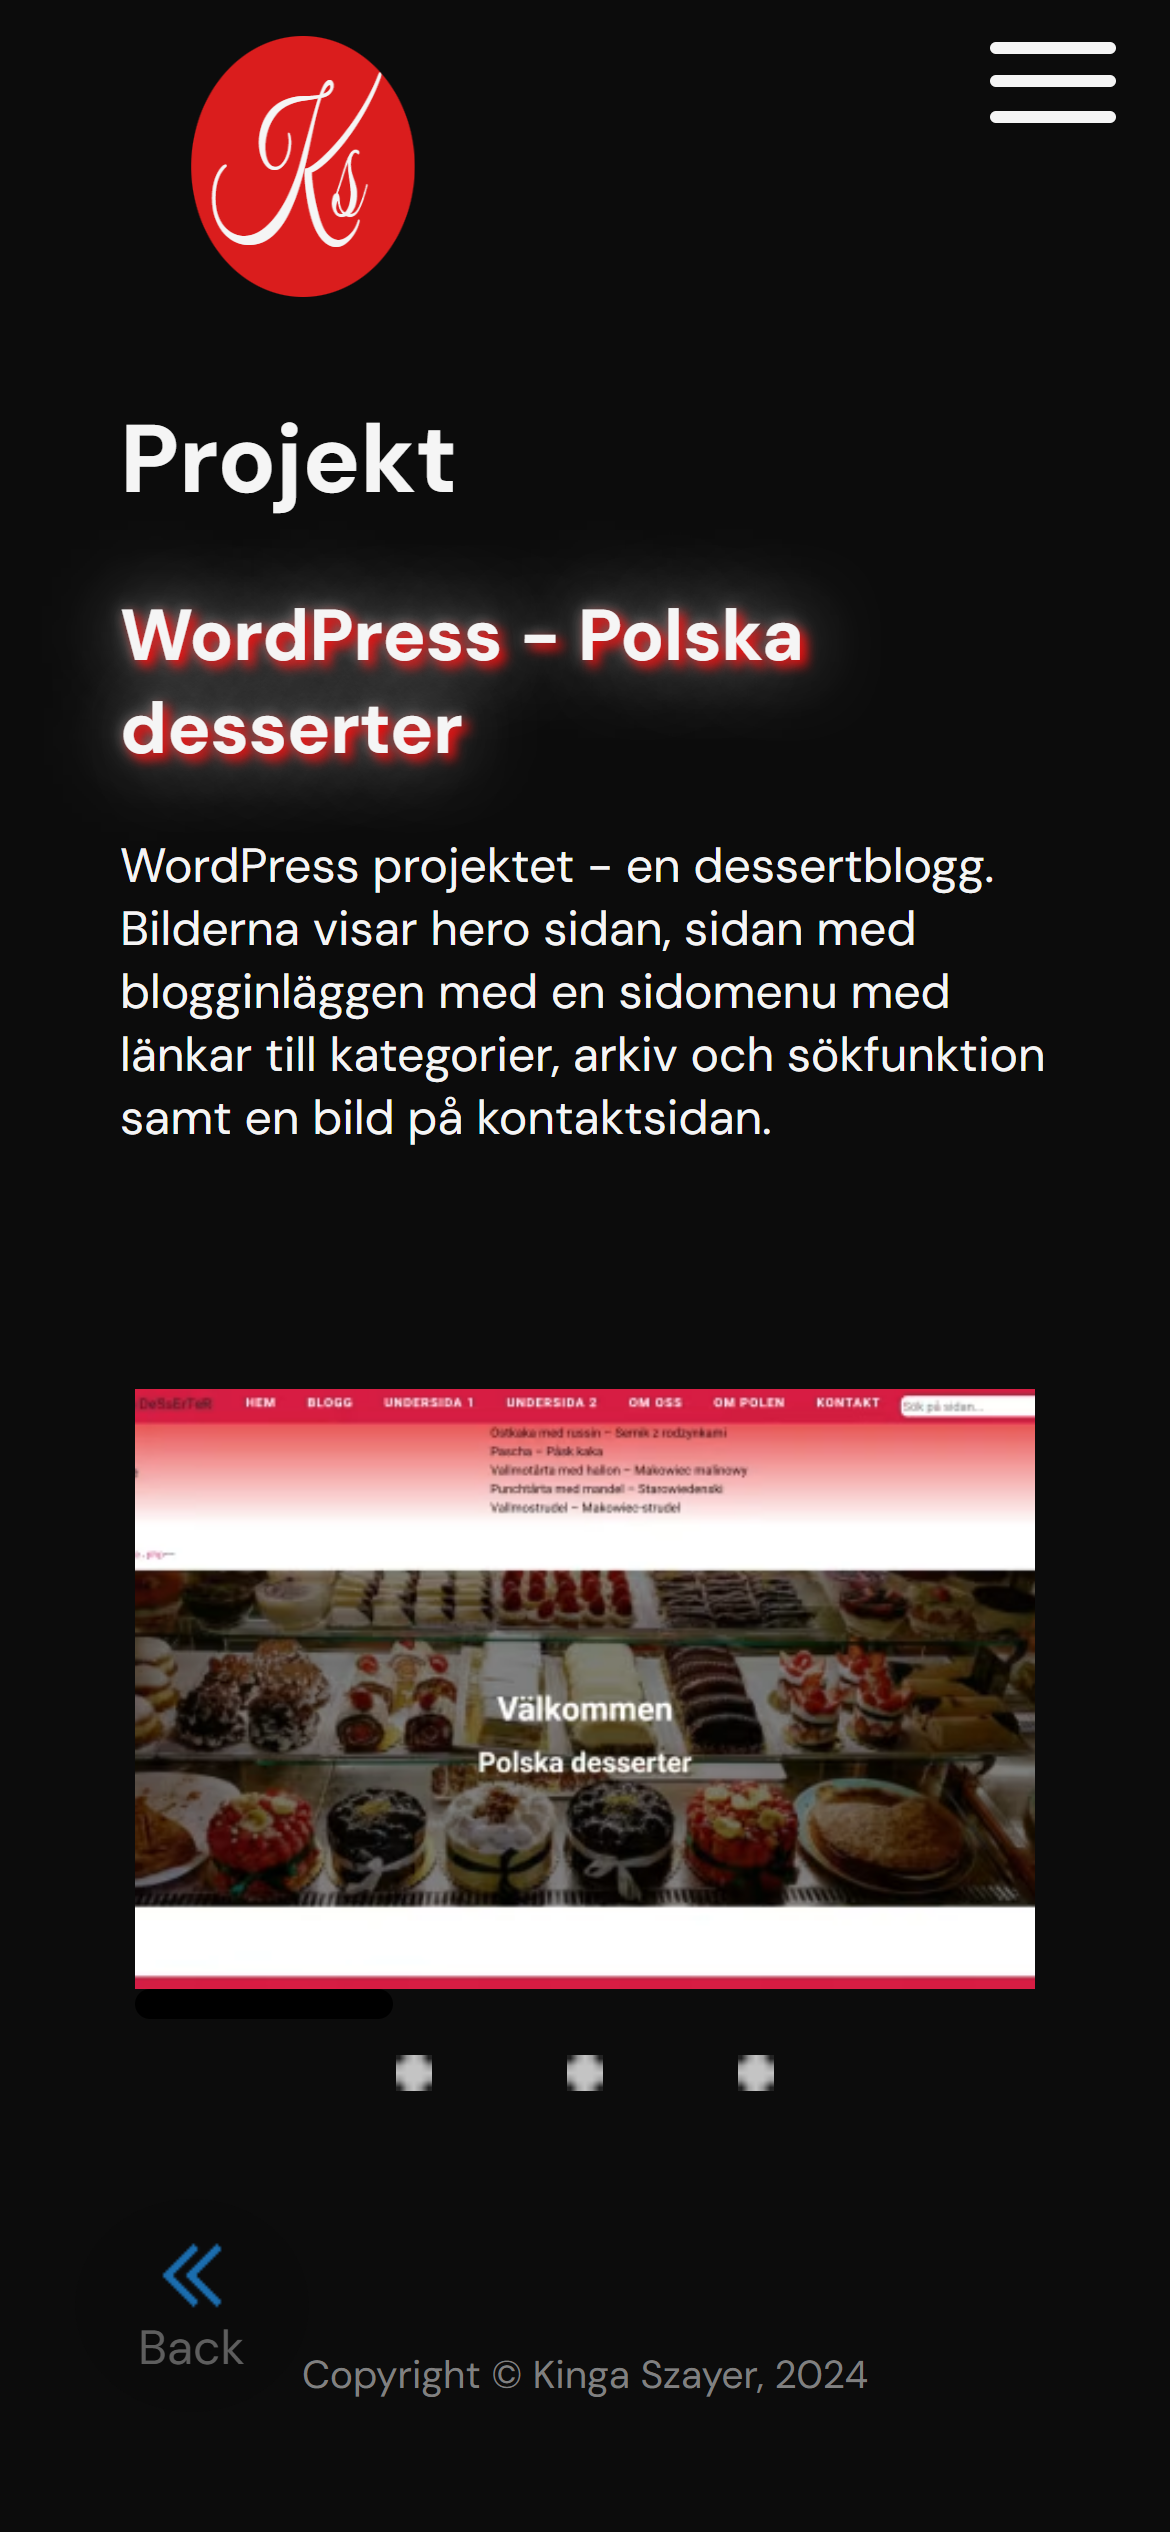 Ks
Projekt
WordPress - Polska
desserter
WordPress projektet - en dessertblogg.
Bilderna visar hero sidan, sidan med
blogginläggen med en sidomenu med
länkar till kategorier, arkiv och sökfunktion
samt en bild på kontaktsidan.
DeSsErTeR HEM BLOGG UNDERSIDA 1 UNDERSIDA 2 OM OSS OM POLEN KONTAKT Sök på sidan...
Ostkaka med russin – Sernik z rodzynkami
Pascha – Påsk kaka
Vallmotårta med hallon – Makowiec malinowy
Punchtårta med mandel – Starowiedenski
Vallmostrudel – Makowiec-strudel
Välkommen
Polska desserter
Back
Copyright © Kinga Szayer, 2024